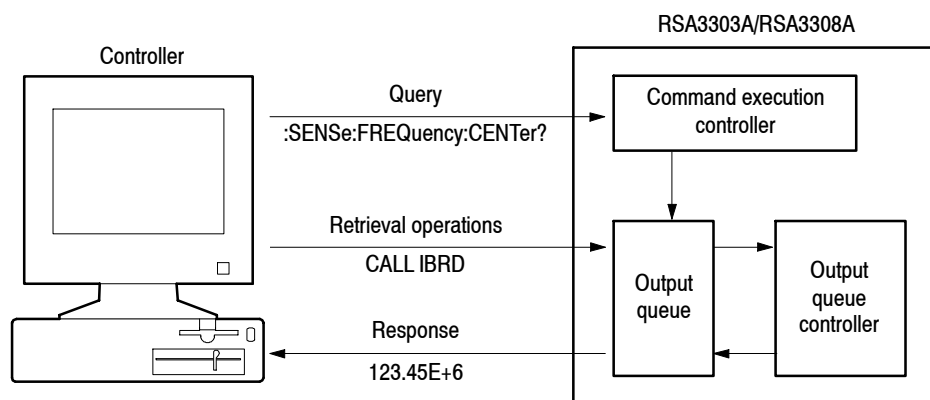 RSA3303A/RSA3308A
Controller
Query
:SENSe:FREQuency:CENTer?
Command execution
controller
Retrieval operations
CALL IBRD
Output
queue
Output
queue
controller
Response
123.45E+6